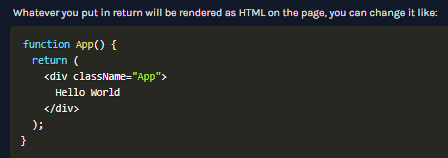 Whatever you put in return will be rendered as HTML on the page, you can change it like:
function App() {
  return (
    <div className="App">
      Hello World
    </div>
  );
}